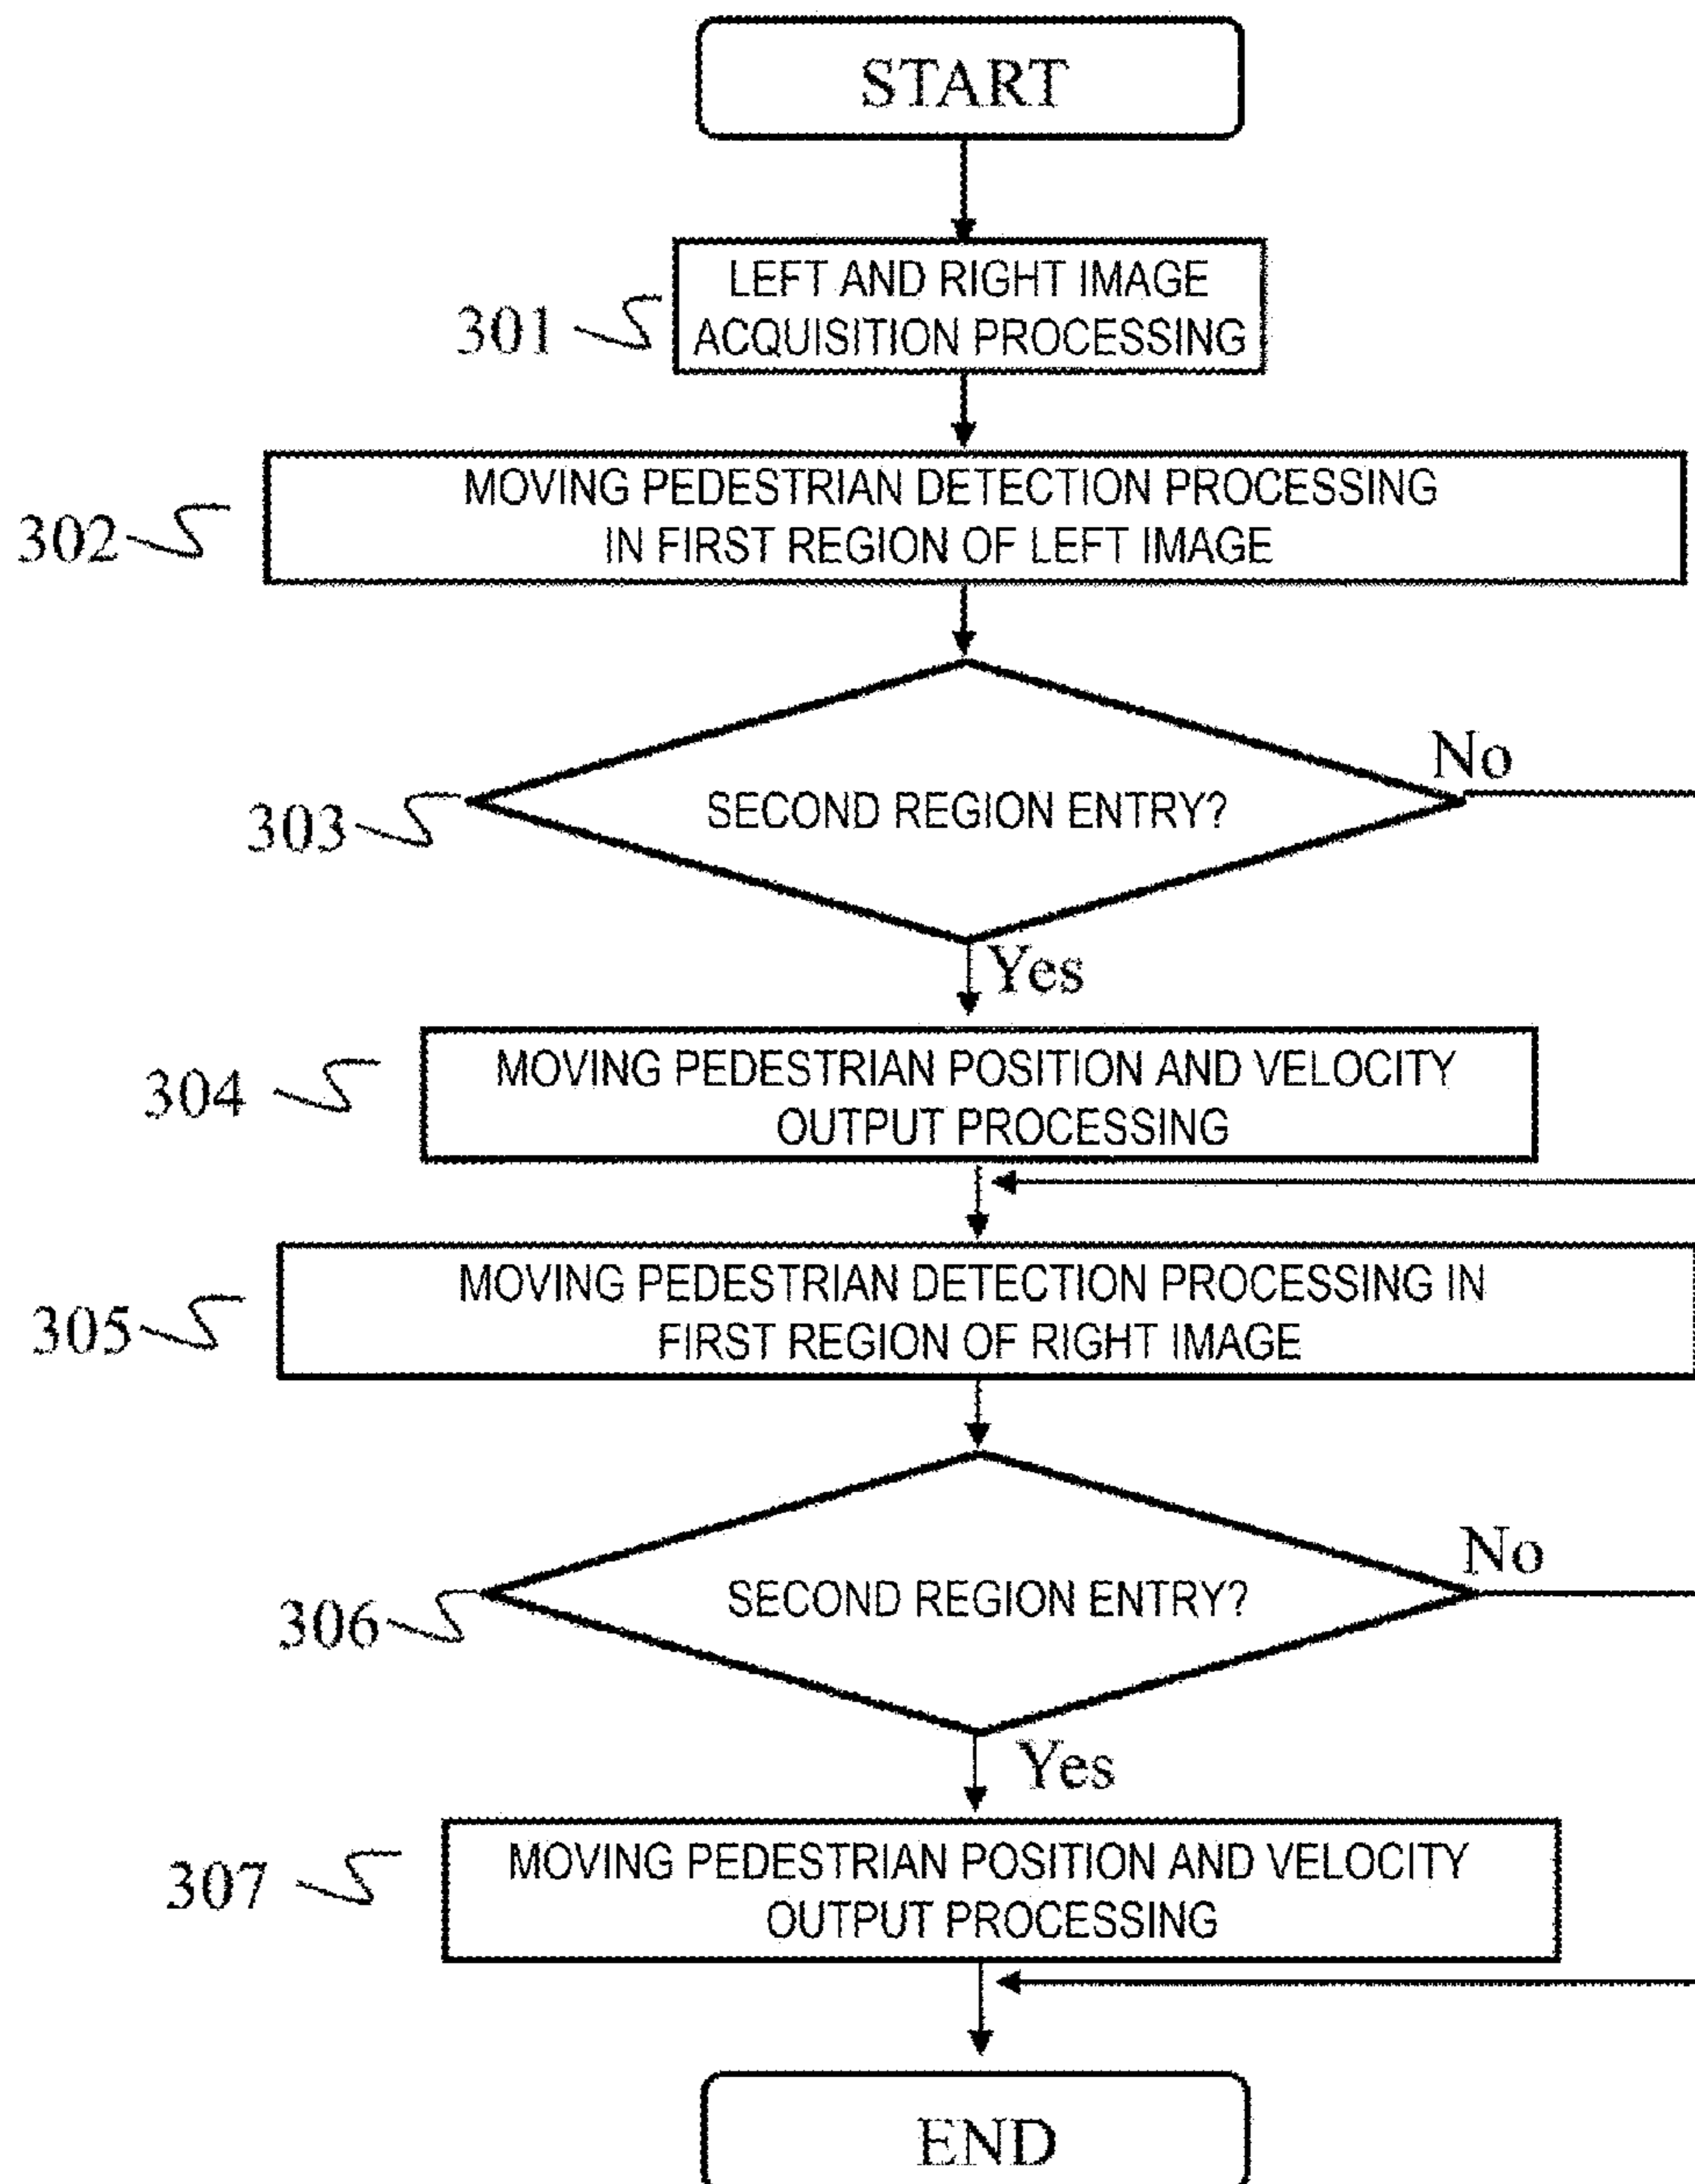 START
301
LEFT AND RIGHT IMAGE
ACQUISITION PROCESSING
302
MOVING PEDESTRIAN DETECTION PROCESSING
IN FIRST REGION OF LEFT IMAGE
303
SECOND REGION ENTRY?
No
Yes
304
MOVING PEDESTRIAN POSITION AND VELOCITY
OUTPUT PROCESSING
305
MOVING PEDESTRIAN DETECTION PROCESSING IN
FIRST REGION OF RIGHT IMAGE
306
SECOND REGION ENTRY?
No
Yes
307
MOVING PEDESTRIAN POSITION AND VELOCITY
OUTPUT PROCESSING
END